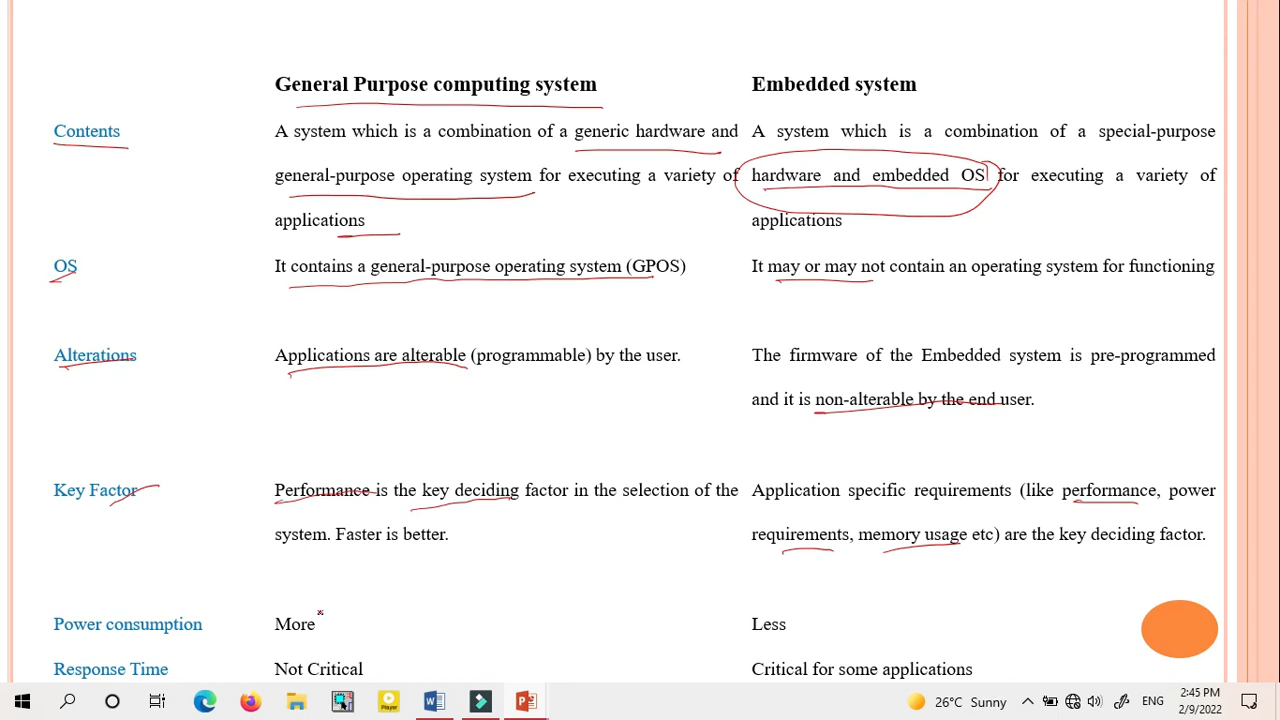 General Purpose computing system Embedded system
Contents A system which is a combination of a generic hardware and A system which is a combination of a special-purpose
general-purpose operating system for executing a variety of hardware and embedded OS for executing a variety of
applications applications
OS It contains a general-purpose operating system (GPOS) It may or may not contain an operating system for functioning
Alterations Applications are alterable (programmable) by the user. The firmware of the Embedded system is pre-programmed
and it is non-alterable by the end user.
Key Factor Performance is the key deciding factor in the selection of the Application specific requirements (like performance, power
system. Faster is better. requirements, memory usage etc) are the key deciding factor.
Power consumption More Less
Response Time Not Critical Critical for some applications
Player
26°C Sunny ENG 2:45 PM
2/9/2022